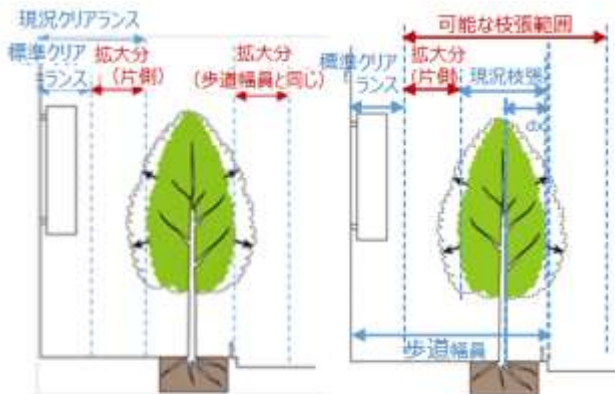 現況クリアランス
標準クリア
ランス
拡大分
(片側)
拡大分
(歩道幅員と同じ)
可能な枝張範囲
標準クリア
ランス
拡大分
(片側)
現況枝張
α
歩道幅員